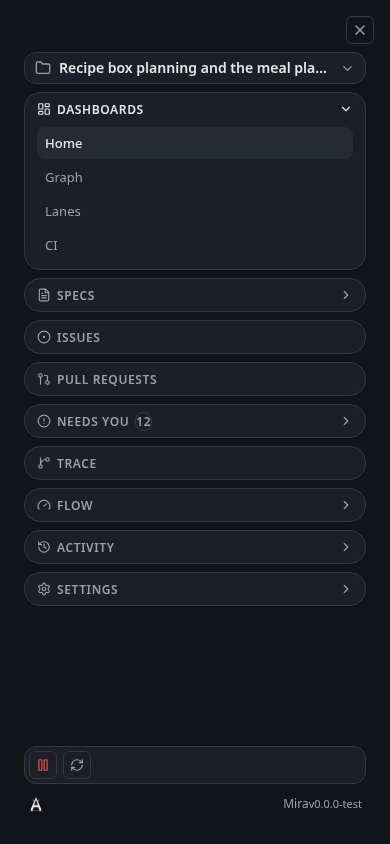 Recipe box planning and the meal pla...
DASHBOARDS
Home
Graph
Lanes
CI
SPECS
ISSUES
PULL REQUESTS
NEEDS YOU 12
TRACE
FLOW
ACTIVITY
SETTINGS
A Mirav0.0.0-test